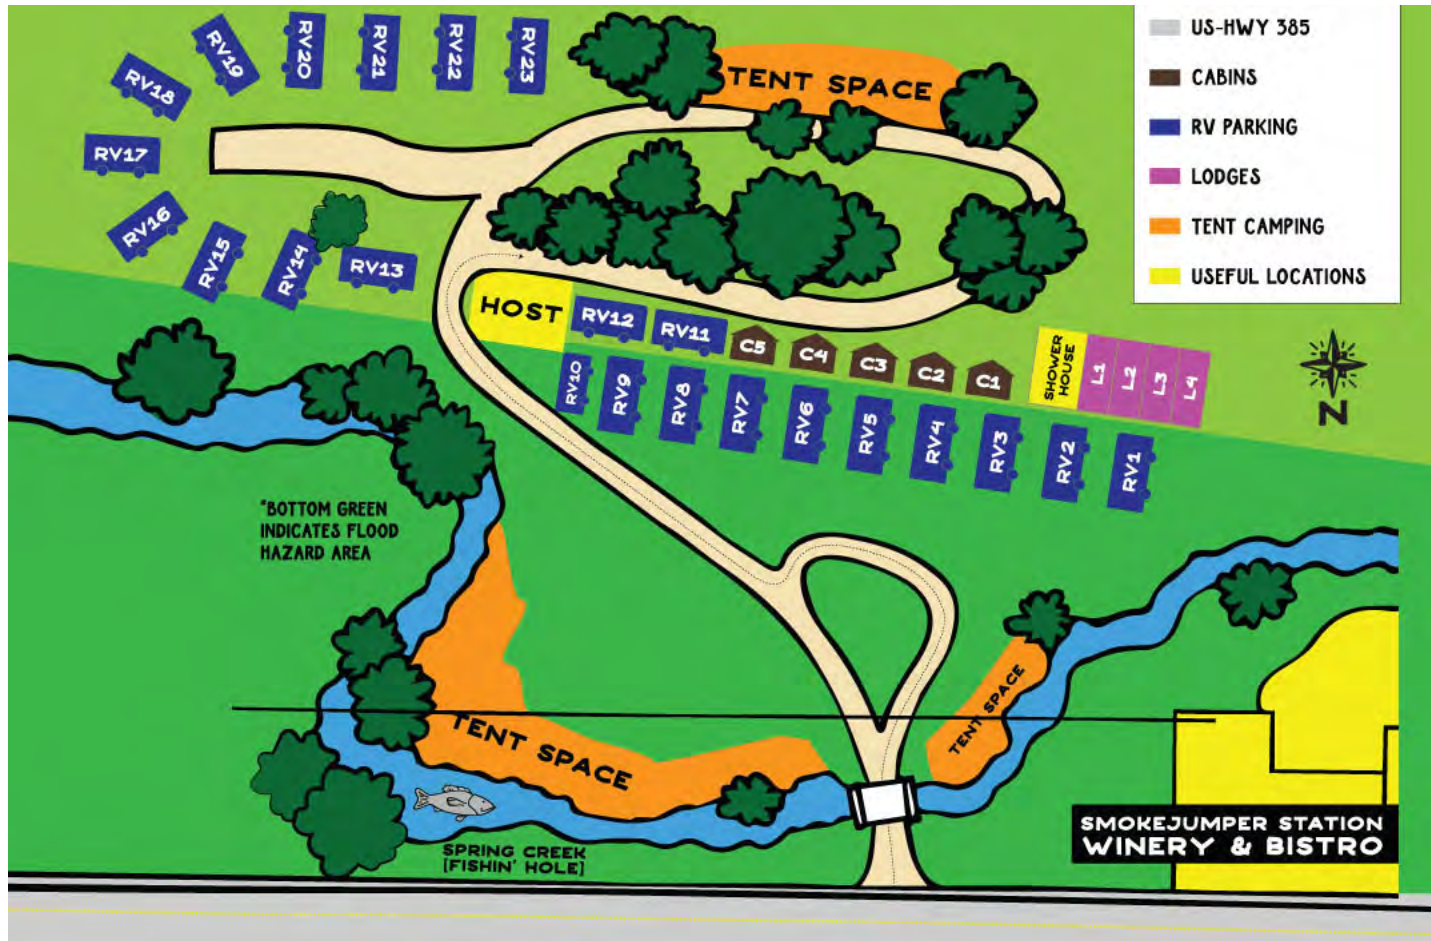 US-HWY 385
CABINS
RV PARKING
LODGES
TENT CAMPING
USEFUL LOCATIONS
N
RV19
RV20
RV21
RV22
RV23
RV18
RV17
RV16
RV15
RV14
RV13
TENT SPACE
HOST
RV12
RV11
C5
C4
C3
C2
C1
SHOWER
HOUSE
L1
L2
L3
L4
RV10
RV9
RV8
RV7
RV6
RV5
RV4
RV3
RV2
RV1
*BOTTOM GREEN
INDICATES FLOOD
HAZARD AREA
TENT SPACE
TENT SPACE
SPRING CREEK
[FISHIN' HOLE]
SMOKEJUMPER STATION
WINERY & BISTRO